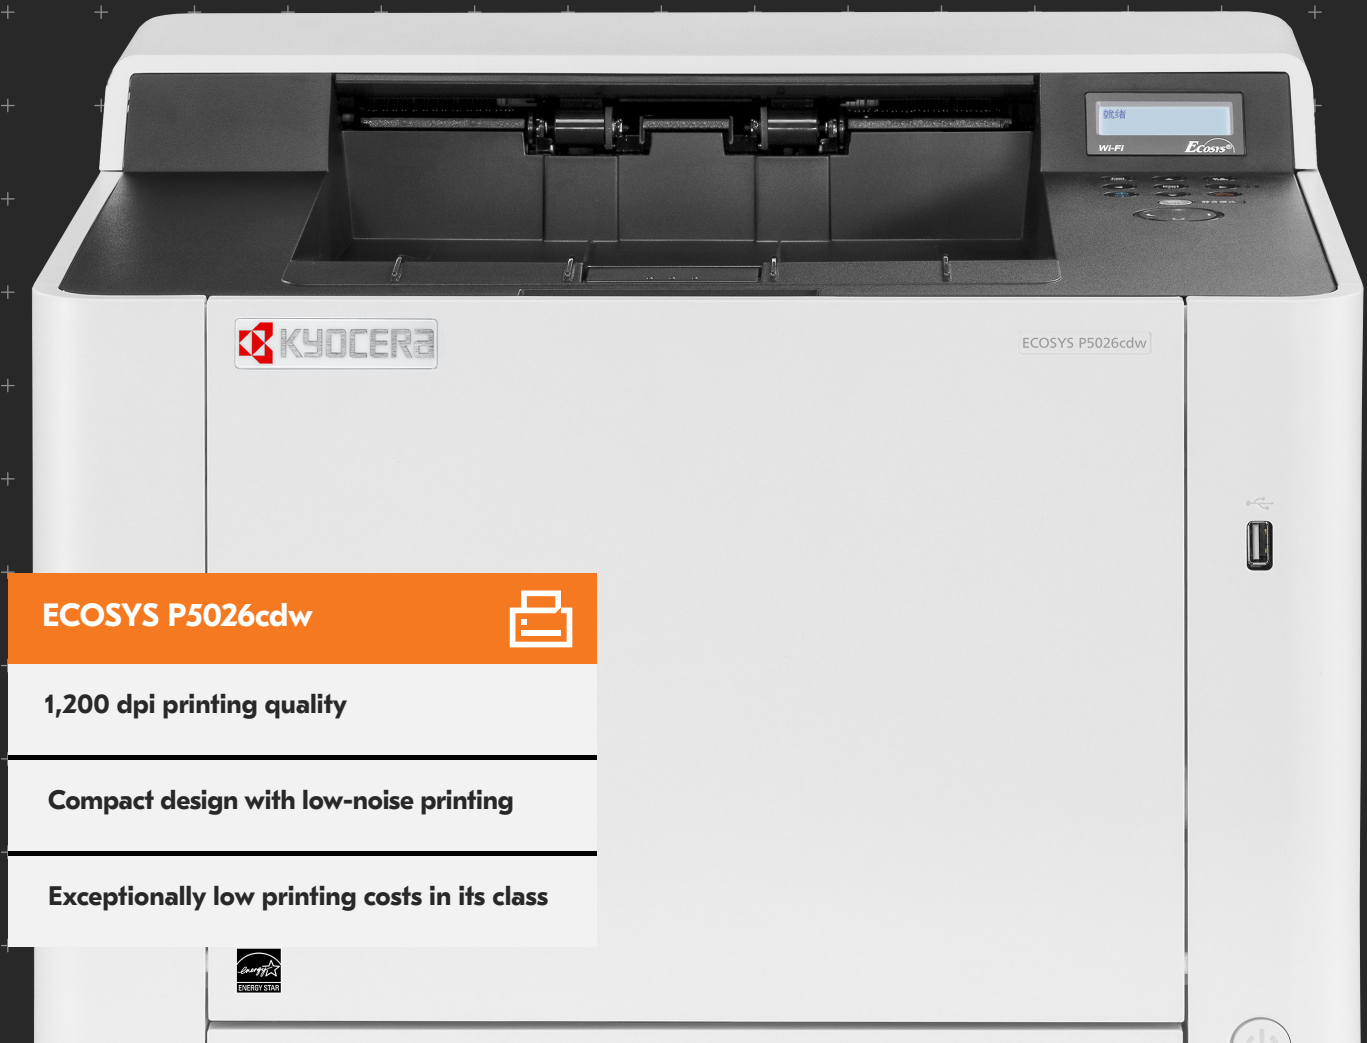 就绪
Wi-Fi
ECOSYS®
KYOCERA
ECOSYS P5026cdw
ECOSYS P5026cdw
1,200 dpi printing quality
Compact design with low-noise printing
Exceptionally low printing costs in its class
energy
ENERGY STAR